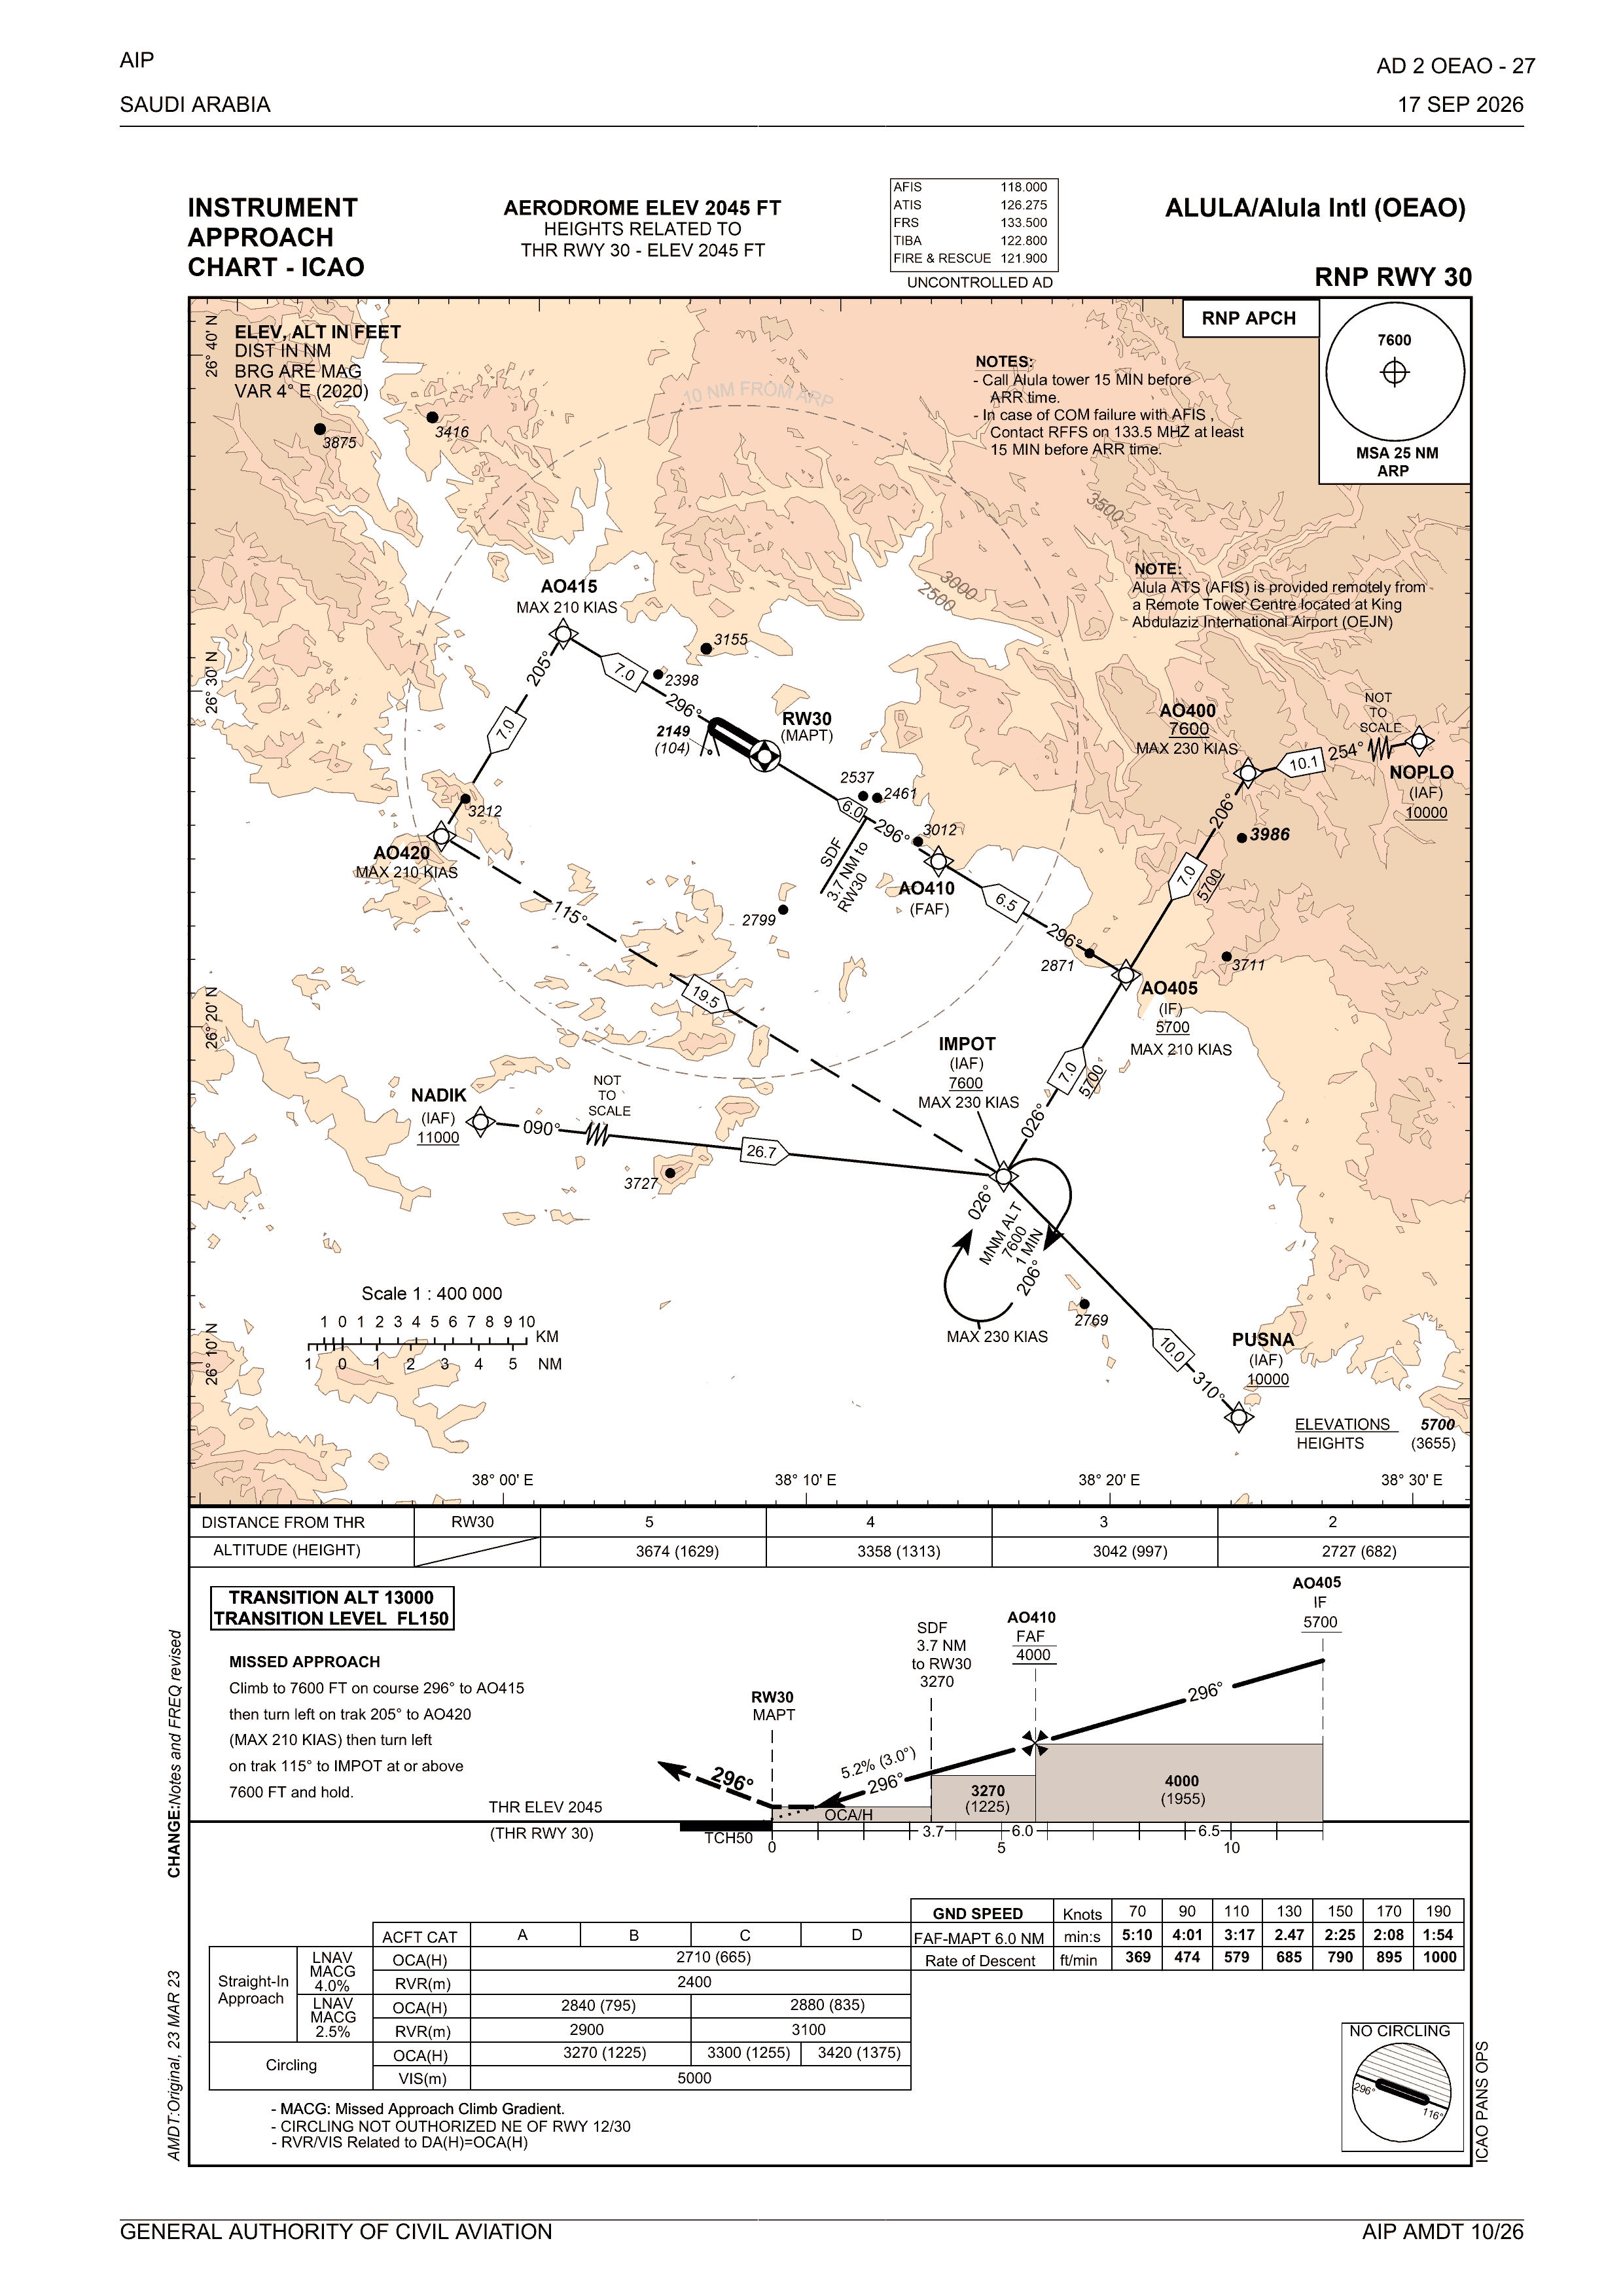 AIP
AD 2 OEAO - 27
SAUDI ARABIA
17 SEP 2026
INSTRUMENT
APPROACH
CHART - ICAO
AERODROME ELEV 2045 FT
HEIGHTS RELATED TO
THR RWY 30 - ELEV 2045 FT
AFIS 118.000
ATIS 126.275
FRS 133.500
TIBA 122.800
FIRE & RESCUE 121.900
UNCONTROLLED AD
ALULA/Alula Intl (OEAO)
RNP RWY 30
ELEV, ALT IN FEET
DIST IN NM
BRG ARE MAG
VAR 4° E (2020)
26° 40' N
3875
3416
10 NM FROM ARP
NOTES:
- Call Alula tower 15 MIN before
ARR time.
- In case of COM failure with AFIS ,
Contact RFFS on 133.5 MHZ at least
15 MIN before ARR time.
RNP APCH
7600
MSA 25 NM
ARP
3500
3000
2500
NOTE:
Alula ATS (AFIS) is provided remotely from
a Remote Tower Centre located at King
Abdulaziz International Airport (OEJN)
AO415
MAX 210 KIAS
205°
7.0
7.0
3155
2398
296°
26° 30' N
2149
(104)
RW30
(MAPT)
AO400
7600
MAX 230 KIAS
NOT
TO
SCALE
254°
10.1
NOPLO
(IAF)
10000
3212
AO420
MAX 210 KIAS
2537
2461
6.0
296°
3012
SDF
3.7 NM to
RW30
AO410
(FAF)
206°
3986
7.0
5700
115°
2799
6.5
296°
2871
3711
AO405
(IF)
5700
MAX 210 KIAS
19.5
26° 20' N
IMPOT
(IAF)
7600
MAX 230 KIAS
7.0
5700
026°
NADIK
(IAF)
11000
NOT
TO
SCALE
090°
26.7
3727
026°
MNM ALT
7600
1 MIN
206°
MAX 230 KIAS
2769
10.0
310°
PUSNA
(IAF)
10000
Scale 1 : 400 000
1 0 1 2 3 4 5 6 7 8 9 10
KM
1 0 1 2 3 4 5 NM
26° 10' N
ELEVATIONS 5700
HEIGHTS (3655)
38° 00' E
38° 10' E
38° 20' E
38° 30' E
DISTANCE FROM THR RW30 5 4 3 2
ALTITUDE (HEIGHT) 3674 (1629) 3358 (1313) 3042 (997) 2727 (682)
TRANSITION ALT 13000
TRANSITION LEVEL FL150
MISSED APPROACH
Climb to 7600 FT on course 296° to AO415
then turn left on trak 205° to AO420
(MAX 210 KIAS) then turn left
on trak 115° to IMPOT at or above
7600 FT and hold.
RW30
MAPT
SDF
3.7 NM
to RW30
3270
AO410
FAF
4000
AO405
IF
5700
296°
296°
5.2% (3.0°)
296°
OCA/H
3270
(1225)
4000
(1955)
THR ELEV 2045
(THR RWY 30)
TCH50
3.7 6.0 6.5
0 5 10
CHANGE:Notes and FREQ revised
AMDT:Original, 23 MAR 23
GND SPEED Knots 70 90 110 130 150 170 190
FAF-MAPT 6.0 NM min:s 5:10 4:01 3:17 2.47 2:25 2:08 1:54
Rate of Descent ft/min 369 474 579 685 790 895 1000
ACFT CAT A B C D
Straight-In
Approach
LNAV
MACG
4.0%
OCA(H) 2710 (665)
RVR(m) 2400
LNAV
MACG
2.5%
OCA(H) 2840 (795) 2880 (835)
RVR(m) 2900 3100
Circling
OCA(H) 3270 (1225) 3300 (1255) 3420 (1375)
VIS(m) 5000
- MACG: Missed Approach Climb Gradient.
- CIRCLING NOT OUTHORIZED NE OF RWY 12/30
- RVR/VIS Related to DA(H)=OCA(H)
NO CIRCLING
296°
116°
ICAO PANS OPS
GENERAL AUTHORITY OF CIVIL AVIATION
AIP AMDT 10/26